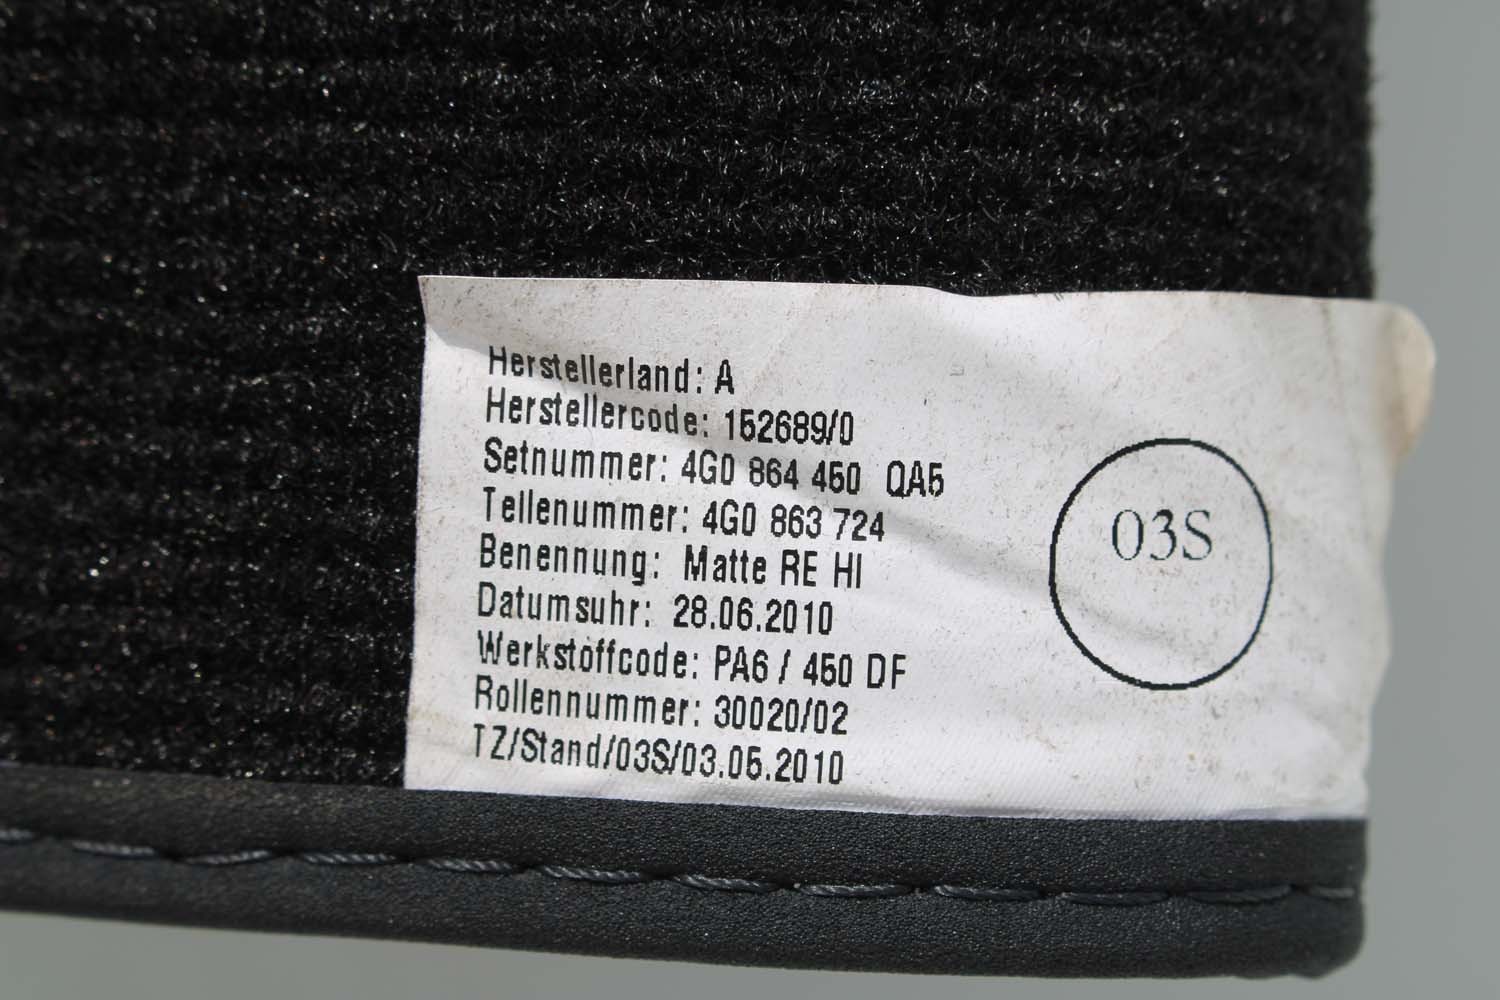 Herstellerland: A
Herstellercode: 152689/0
Setnummer: 4G0 864 450 QA5
Teilenummer: 4G0 863 724
Benennung: Matte RE HI
Datumsuhr: 28.06.2010
Werkstoffcode: PA6 / 450 DF
Rollennummer: 30020/02
TZ/Stand/03S/03.05.2010
03S